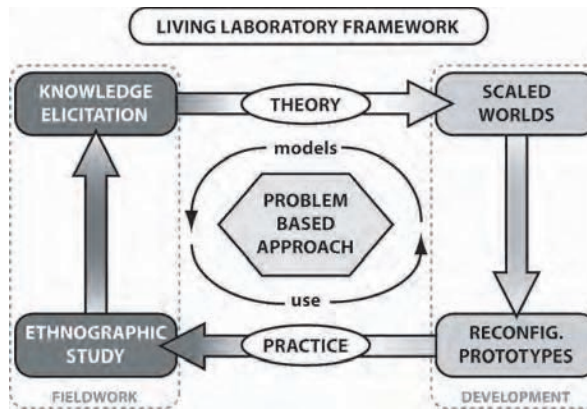 LIVING LABORATORY FRAMEWORK
KNOWLEDGE
ELICITATION
THEORY
SCALED
WORLDS
models
PROBLEM
BASED
APPROACH
use
ETHNOGRAPHIC
STUDY
PRACTICE
RECONFIG.
PROTOTYPES
FIELDWORK
DEVELOPMENT